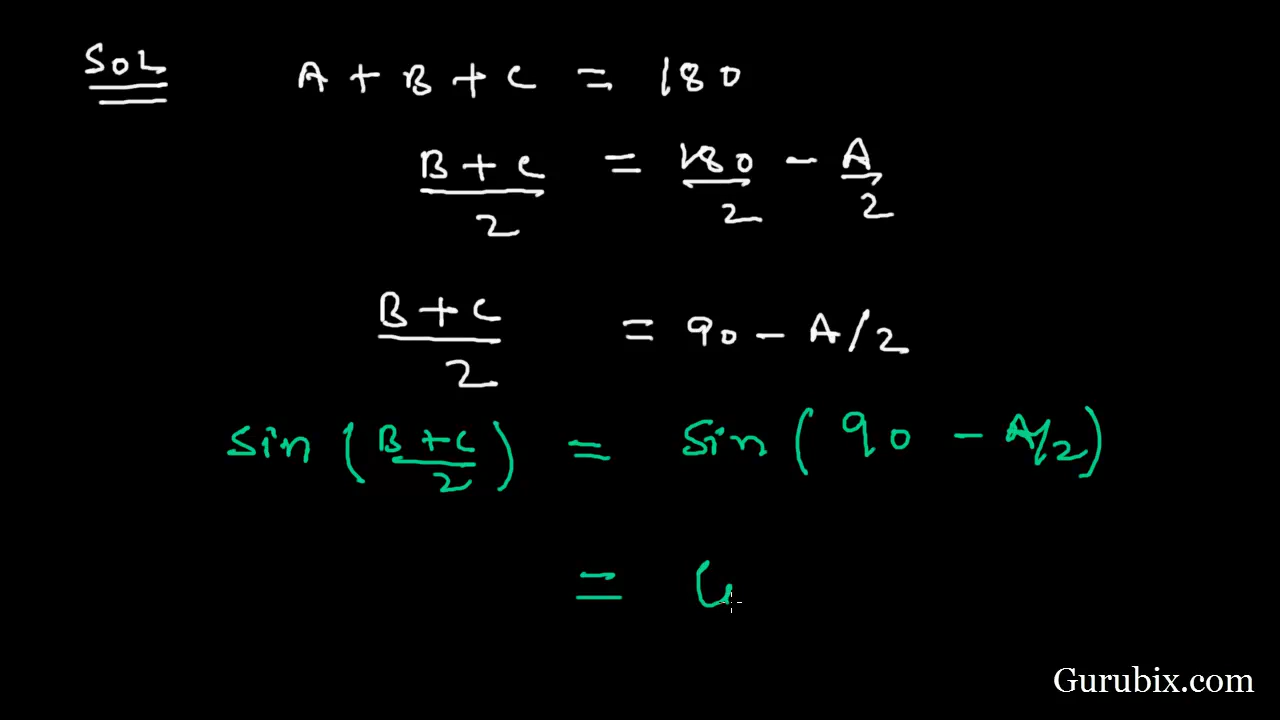 SOL A + B + C = 180
B + C / 2 = 180 / 2 - A / 2
B + C / 2 = 90 - A/2
sin ( B + C / 2 ) = sin ( 90 - A/2 )
=
Gurubix.com